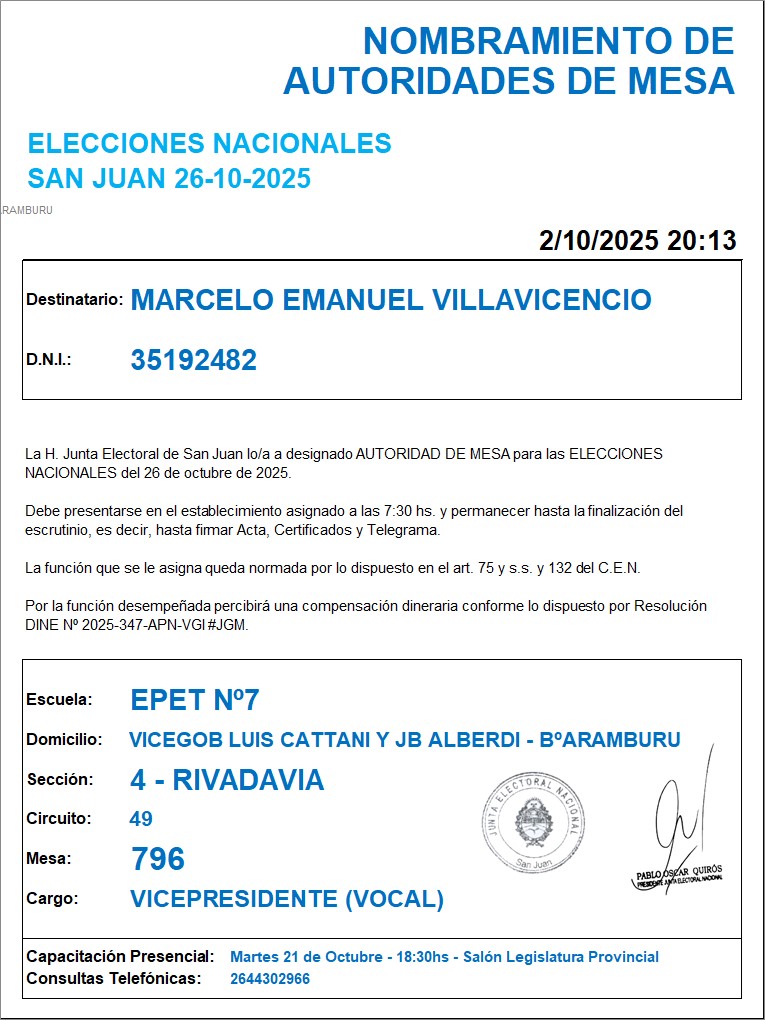 NOMBRAMIENTO DE
AUTORIDADES DE MESA
ELECCIONES NACIONALES
SAN JUAN 26-10-2025
ARAMBURU
2/10/2025 20:13
Destinatario: MARCELO EMANUEL VILLAVICENCIO
D.N.I.: 35192482
La H. Junta Electoral de San Juan lo/a a designado AUTORIDAD DE MESA para las ELECCIONES
NACIONALES del 26 de octubre de 2025.
Debe presentarse en el establecimiento asignado a las 7:30 hs. y permanecer hasta la finalización del
escrutinio, es decir, hasta firmar Acta, Certificados y Telegrama.
La función que se le asigna queda normada por lo dispuesto en el art. 75 y s.s. y 132 del C.E.N.
Por la función desempeñada percibirá una compensación dineraria conforme lo dispuesto por Resolución
DINE Nº 2025-347-APN-VGI#JGM.
Escuela: EPET Nº7
Domicilio: VICEGOB LUIS CATTANI Y JB ALBERDI - BºARAMBURU
Sección: 4 - RIVADAVIA
Circuito: 49
Mesa: 796
Cargo: VICEPRESIDENTE (VOCAL)
JUNTA ELECTORAL NACIONAL
San Juan
PABLO OSCAR QUIRÓS
PRESIDENTE JUNTA ELECTORAL NACIONAL
Capacitación Presencial: Martes 21 de Octubre - 18:30hs - Salón Legislatura Provincial
Consultas Telefónicas: 2644302966